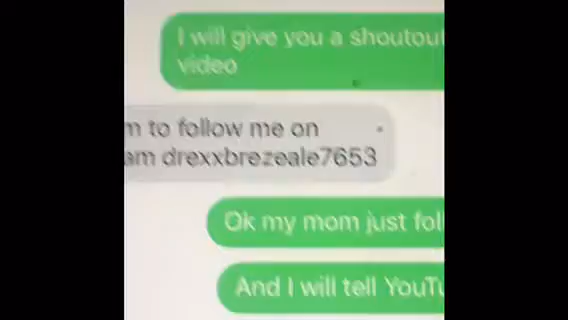 I will give you a shoutout
video
m to follow me on
am drexxbrezeale7653
Ok my mom just fol
And I will tell YouTu